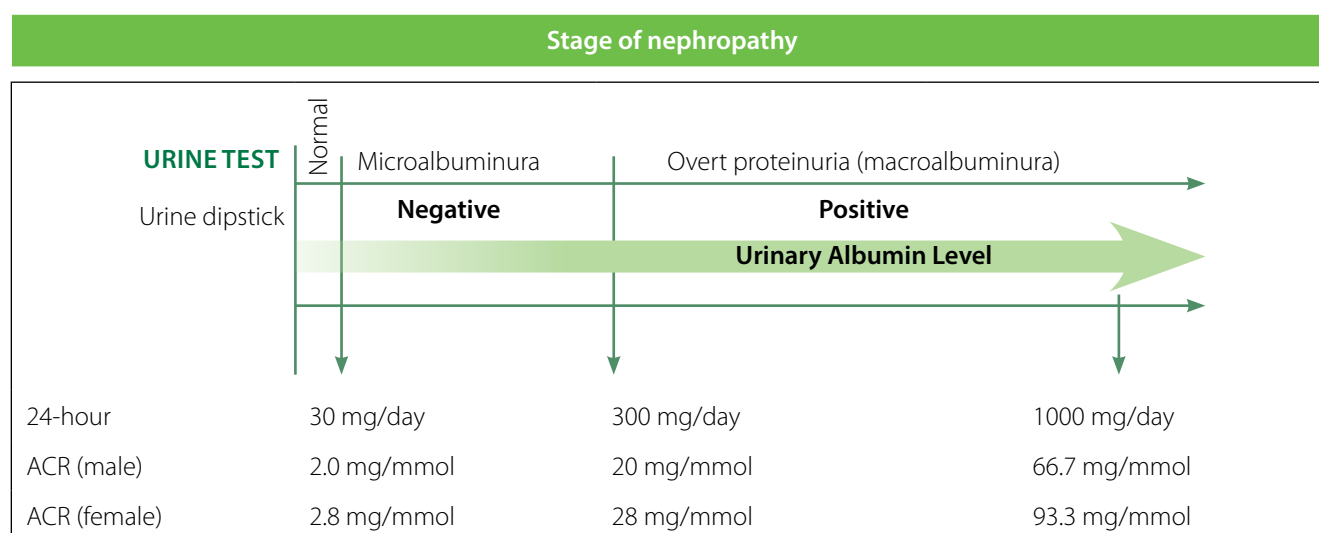 Stage of nephropathy
Normal
URINE TEST Microalbuminura Overt proteinuria (macroalbuminura)
Urine dipstick Negative Positive
Urinary Albumin Level
24-hour 30 mg/day 300 mg/day 1000 mg/day
ACR (male) 2.0 mg/mmol 20 mg/mmol 66.7 mg/mmol
ACR (female) 2.8 mg/mmol 28 mg/mmol 93.3 mg/mmol